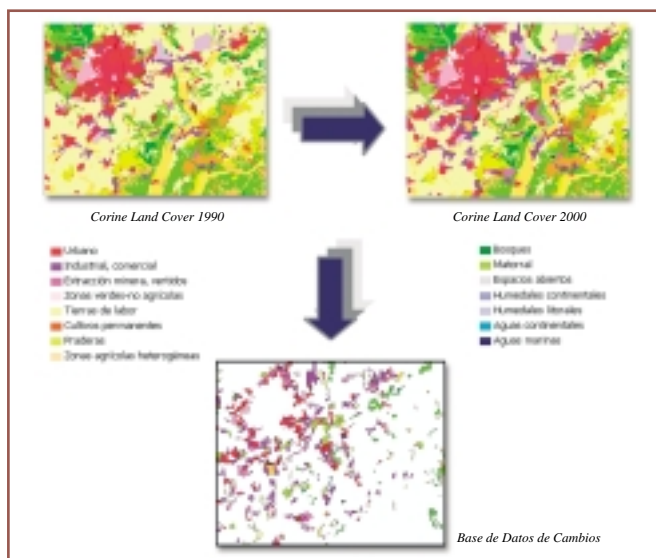 Corine Land Cover 1990
Corine Land Cover 2000
Urbano
Industrial, comercial
Extracción minera, vertidos
Zonas verdes-no agrícolas
Tierras de labor
Cultivos permanentes
Praderas
Zonas agrícolas heterogéneas
Bosques
Matorral
Espacios abiertos
Humedales continentales
Humedales litorales
Aguas continentales
Aguas marinas
Base de Datos de Cambios